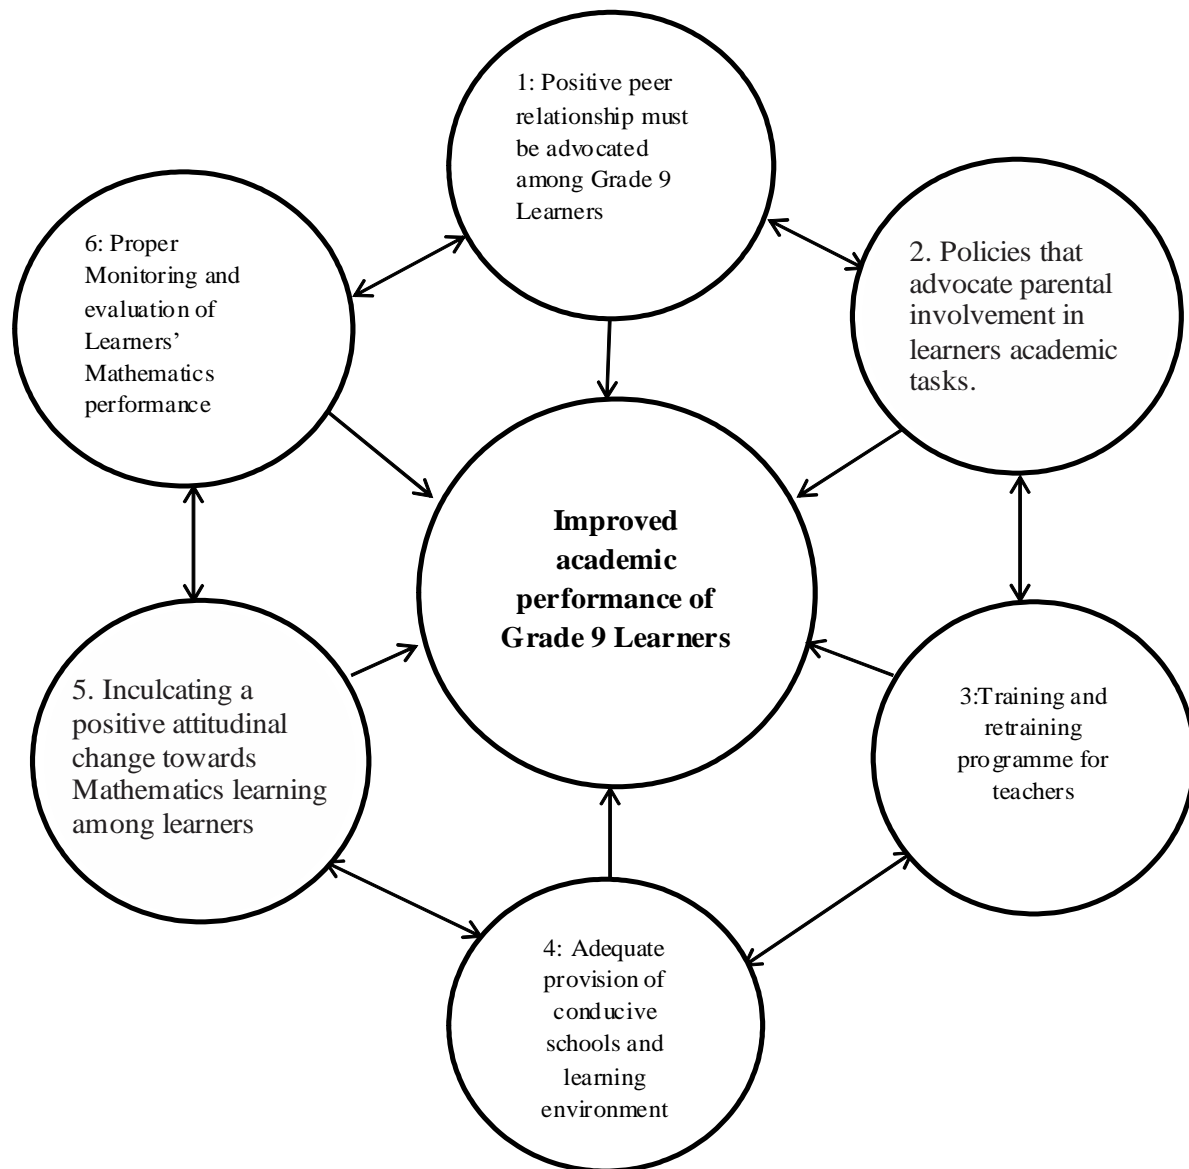 1: Positive peer
relationship must
be advocated
among Grade 9
Learners
2. Policies that
advocate parental
involvement in
learners academic
tasks.
3:Training and
retraining
programme for
teachers
4: Adequate
provision of
conducive
schools and
learning
environment
5. Inculcating a
positive attitudinal
change towards
Mathematics learning
among learners
6: Proper
Monitoring and
evaluation of
Learners’
Mathematics
performance
Improved
academic
performance of
Grade 9 Learners